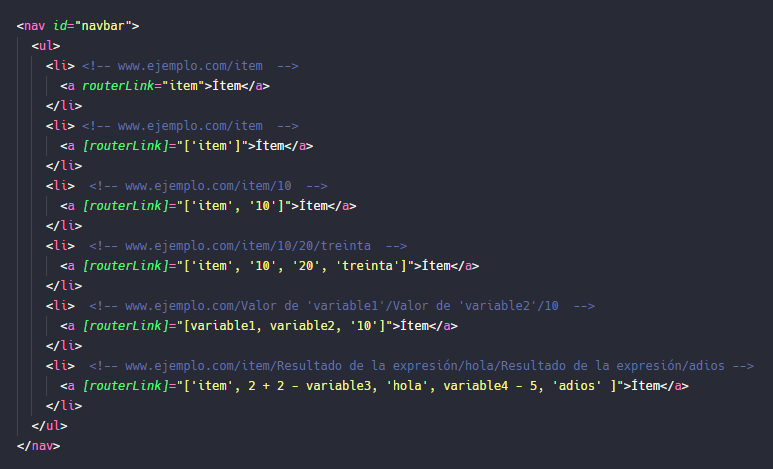 <nav id="navbar">
<ul>
<li> <!-- www.ejemplo.com/item  -->
<a routerLink="item">Ítem</a>
</li>
<li> <!-- www.ejemplo.com/item  -->
<a [routerLink]="['item']">Ítem</a>
</li>
<li>  <!-- www.ejemplo.com/item/10  -->
<a [routerLink]="['item', '10']">Ítem</a>
</li>
<li>  <!-- www.ejemplo.com/item/10/20/treinta  -->
<a [routerLink]="['item', '10', '20', 'treinta']">Ítem</a>
</li>
<li>  <!-- www.ejemplo.com/Valor de 'variable1'/Valor de 'variable2'/10  -->
<a [routerLink]="[variable1, variable2, '10']">Ítem</a>
</li>
<li>  <!-- www.ejemplo.com/item/Resultado de la expresión/hola/Resultado de la expresión/adios -->
<a [routerLink]="['item', 2 + 2 - variable3, 'hola', variable4 - 5, 'adios' ]">Ítem</a>
</li>
</ul>
</nav>